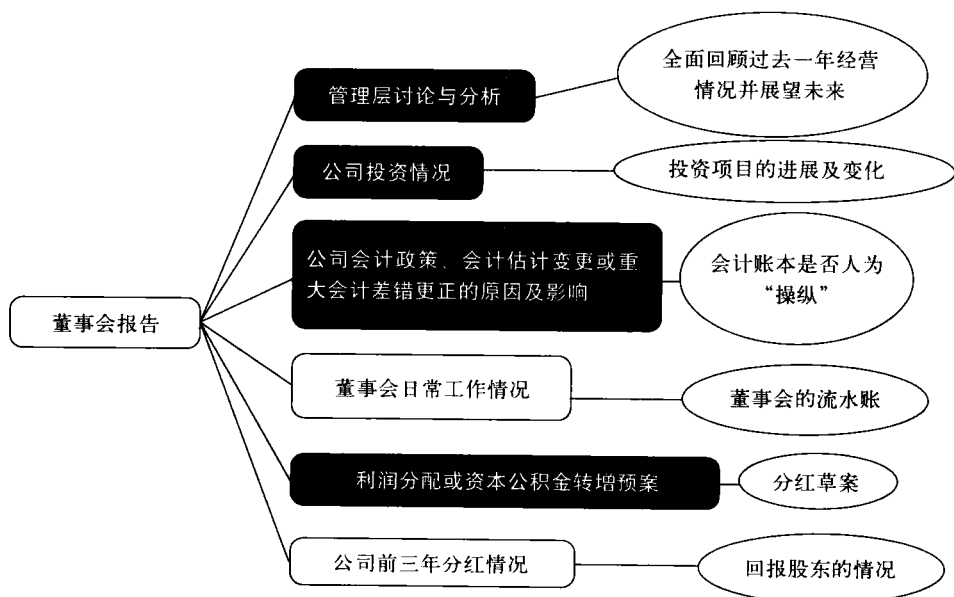 全面回顾过去一年经营
情况并展望未来
管理层讨论与分析
公司投资情况
投资项目的进展及变化
公司会计政策、会计估计变更或重
大会计差错更正的原因及影响
会计账本是否人为
“操纵”
董事会报告
董事会日常工作情况
董事会的流水账
利润分配或资本公积金转增预案
分红草案
公司前三年分红情况
回报股东的情况